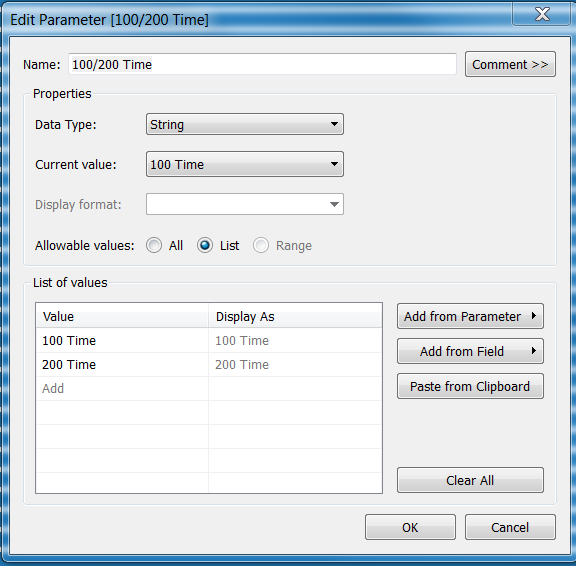 Edit Parameter [100/200 Time]
Name: 100/200 Time Comment >>
Properties
Data Type: String
Current value: 100 Time
Display format:
Allowable values: All List Range
List of values
Value Display As
100 Time 100 Time
200 Time 200 Time
Add
Add from Parameter
Add from Field
Paste from Clipboard
Clear All
OK Cancel